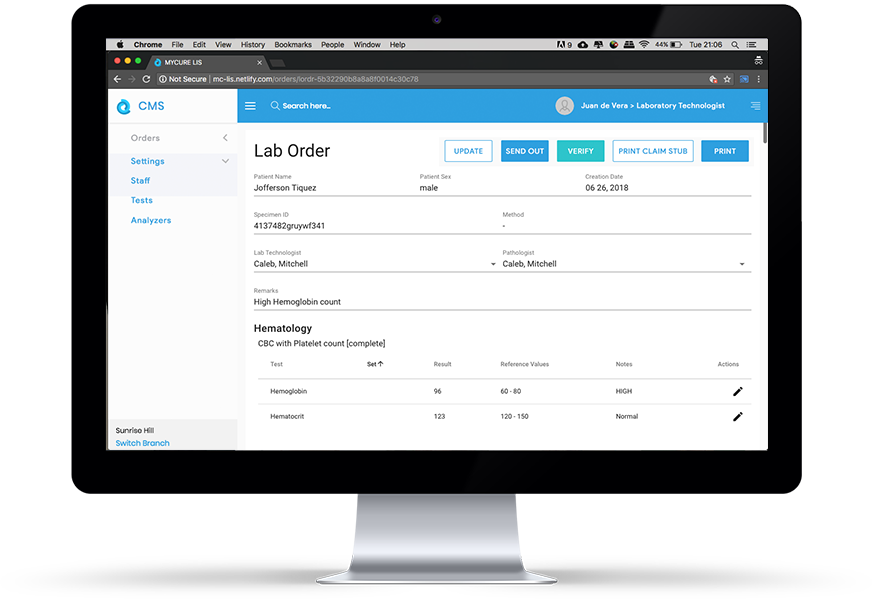 Chrome File Edit View History Bookmarks People Window Help 9 44% Tue 21:06
MYCURE LIS
Not Secure | mc-lis.netlify.com/orders/lordr-5b32290b8a8a8f0014c30c78
CMS
Search here..
Juan de Vera > Laboratory Technologist
Orders
Settings
Staff
Tests
Analyzers
Sunrise Hill
Switch Branch
Lab Order
UPDATE SEND OUT VERIFY PRINT CLAIM STUB PRINT
Patient Name Patient Sex Creation Date
Jofferson Tiquez male 06 26, 2018
Specimen ID Method
4137482gruywf341 -
Lab Technologist Pathologist
Caleb, Mitchell Caleb, Mitchell
Remarks
High Hemoglobin count
Hematology
CBC with Platelet count [complete]
Test Set Result Reference Values Notes Actions
Hemoglobin 96 60 - 80 HIGH
Hematocrit 123 120 - 150 Normal